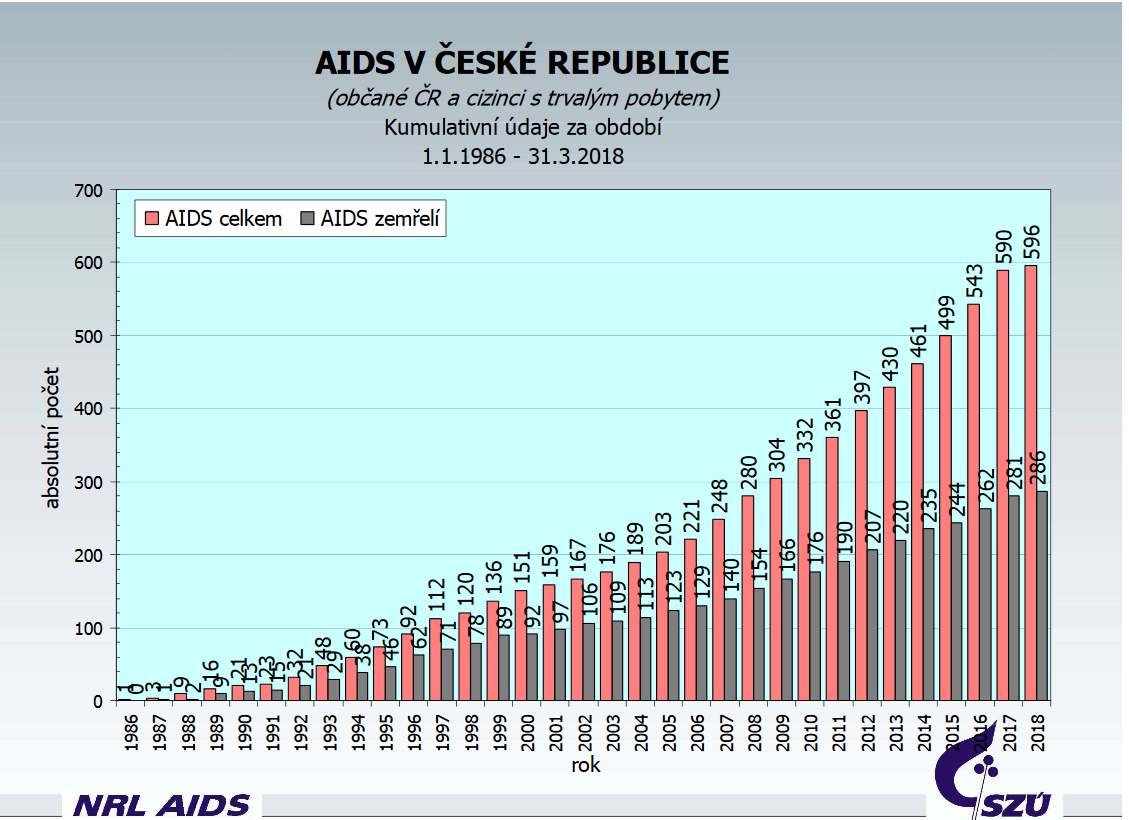 AIDS V ČESKÉ REPUBLICE
(občané ČR a cizinci s trvalým pobytem)
Kumulativní údaje za období
1.1.1986 - 31.3.2018
AIDS celkem AIDS zemřelí
absolutní počet
700
600
500
400
300
200
100
0
1 3 9 16 21 23 32 48 60 73 92 112 120 136 151 159 167 176 189 203 221 248 280 304 332 361 397 430 461 499 543 590 596
0 1 2 9 13 15 21 29 38 46 62 71 78 89 92 97 106 109 113 123 129 140 154 166 176 190 207 220 235 244 262 281 286
1986 1987 1988 1989 1990 1991 1992 1993 1994 1995 1996 1997 1998 1999 2000 2001 2002 2003 2004 2005 2006 2007 2008 2009 2010 2011 2012 2013 2014 2015 2016 2017 2018
rok
NRL AIDS
SZÚ